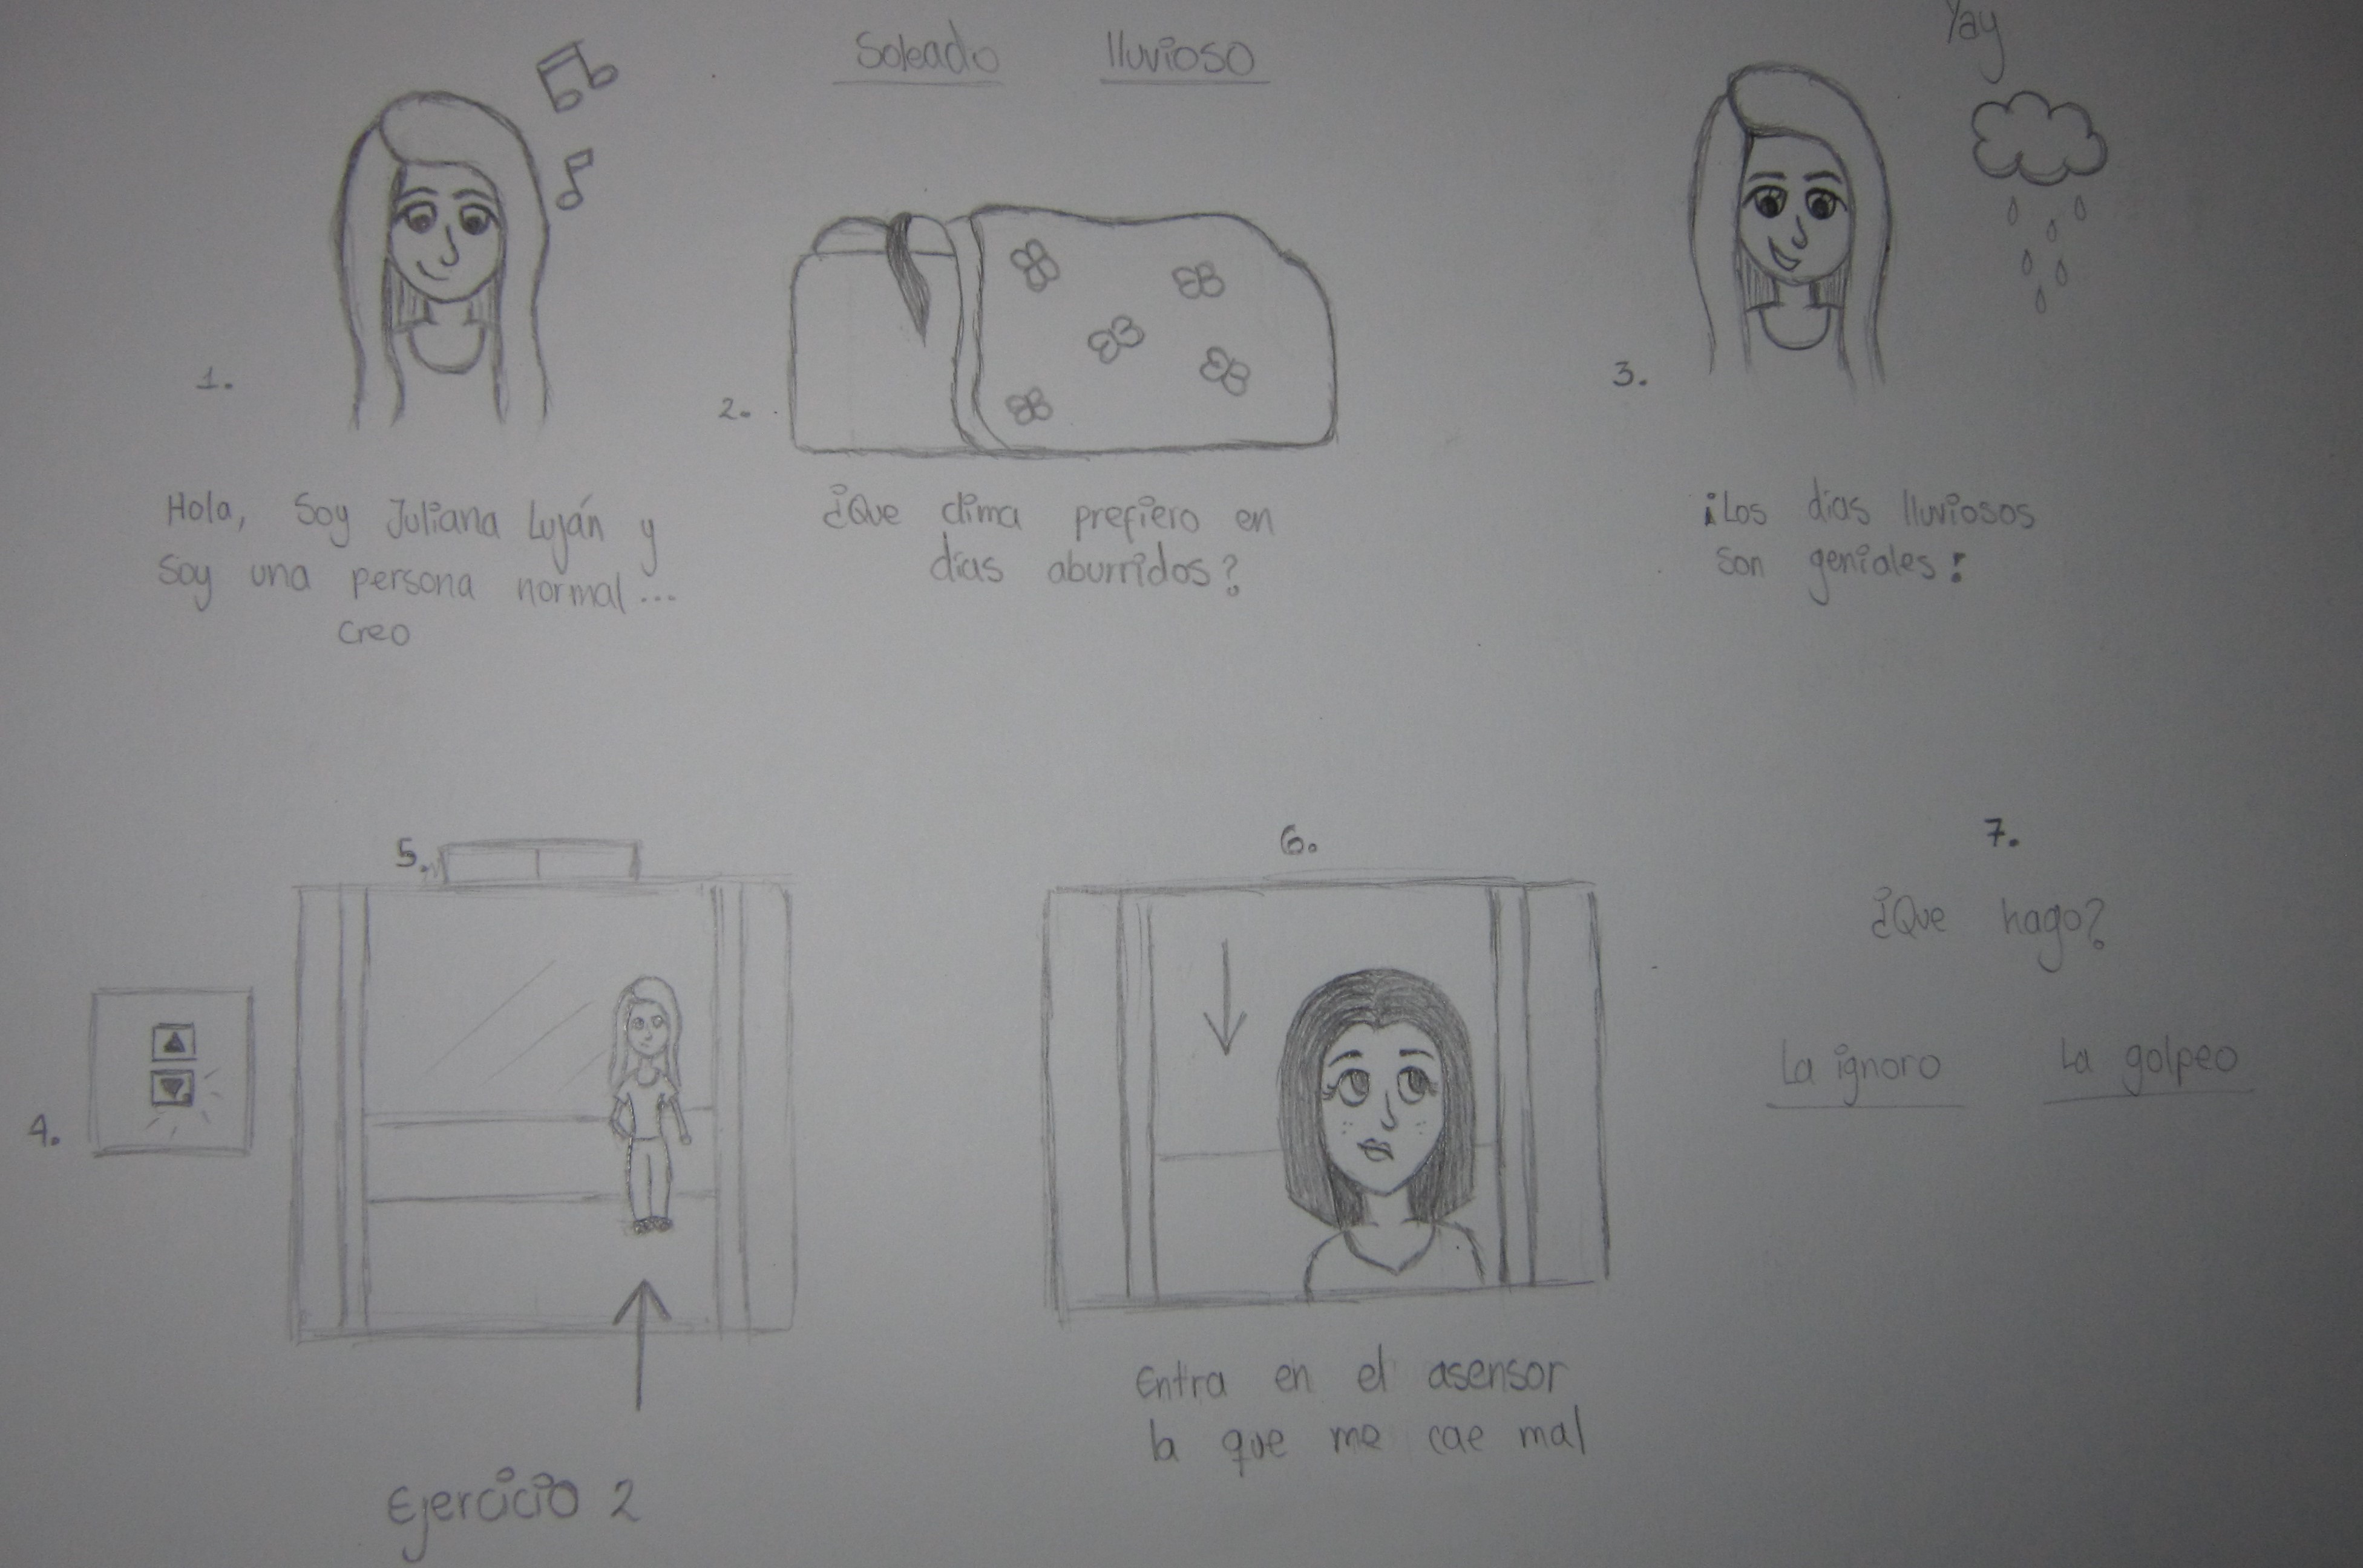 Soleado lluvioso
Yay
1.
Hola, Soy Juliana Luján y
Soy una persona normal...
creo
2.
¿Que clima prefiero en
días aburridos?
3.
¡Los días lluviosos
son geniales!
4.
5.
Ejercicio 2
6.
Entra en el asensor
la que me cae mal
7.
¿Que hago?
La ignoro La golpeo